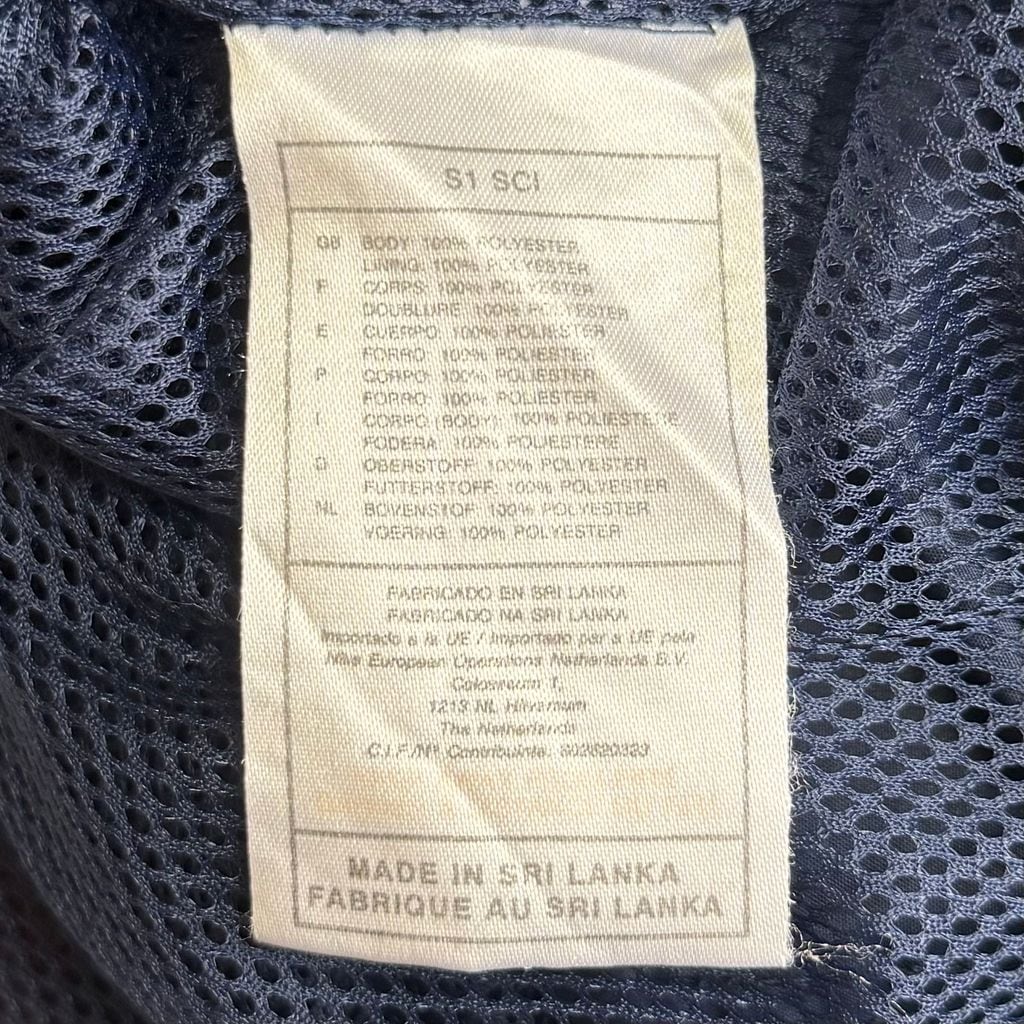 S1 SCI
GB BODY: 100% POLYESTER
LINING: 100% POLYESTER
F CORPS: 100% POLYESTER
DOUBLURE: 100% POLYESTER
E CUERPO: 100% POLIESTER
FORRO: 100% POLIESTER
P CORPO: 100% POLIESTER
FORRO: 100% POLIESTER
I CORPO (BODY): 100% POLIESTERE
FODERA: 100% POLIESTERE
D OBERSTOFF: 100% POLYESTER
FUTTERSTOFF: 100% POLYESTER
NL BOVENSTOF: 100% POLYESTER
VOERING: 100% POLYESTER
FABRICADO EN SRI LANKA
FABRICADO NA SRI LANKA
Importado a la UE / Importado par a UE pela
Nike European Operations Netherlands B.V.
Colosseum 1,
1213 NL Hilversum
The Netherlands
C.I.F./Nº Contribuinte:
MADE IN SRI LANKA
FABRIQUE AU SRI LANKA